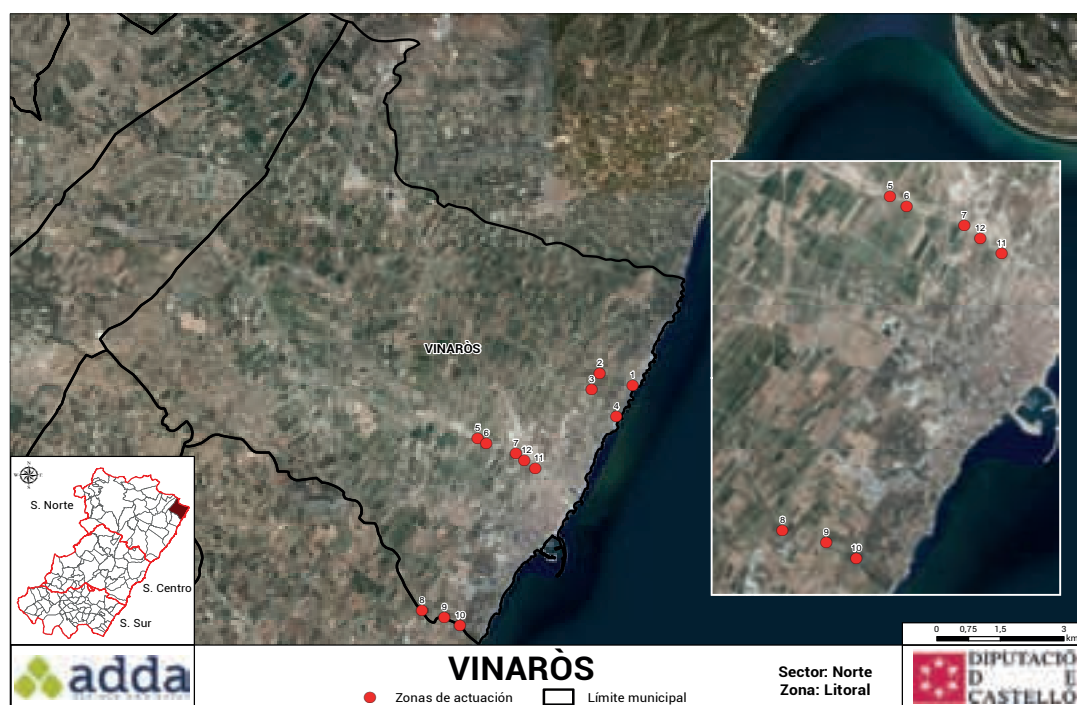 VINARÒS
2
1
3
4
5
6
7
12
11
8
9
10
5
6
7
12
11
8
9
10
N
S. Norte
S. Centro
S. Sur
0 0,75 1,5 3
km
adda
VINARÒS
Zonas de actuación
Límite municipal
Sector: Norte
Zona: Litoral
DIPUTACIÓ
D E
CASTELLÓ